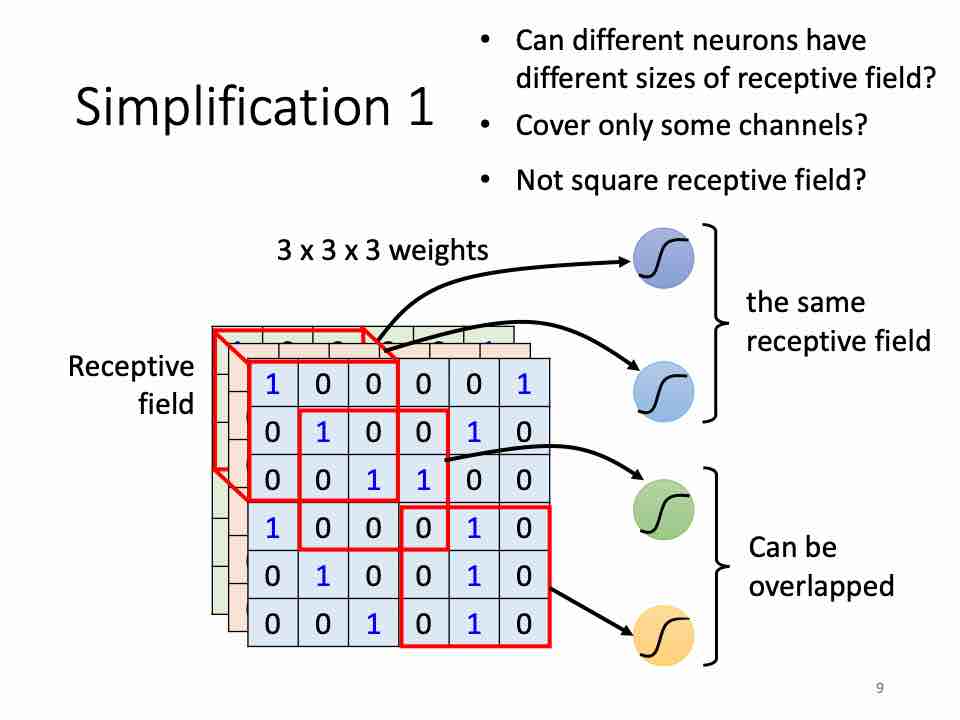 Simplification 1
• Can different neurons have
different sizes of receptive field?
• Cover only some channels?
• Not square receptive field?
3 x 3 x 3 weights
the same
receptive field
Receptive
field
1 0 0 0 0 1
0 1 0 0 1 0
0 0 1 1 0 0
1 0 0 0 1 0
0 1 0 0 1 0
0 0 1 0 1 0
Can be
overlapped
9